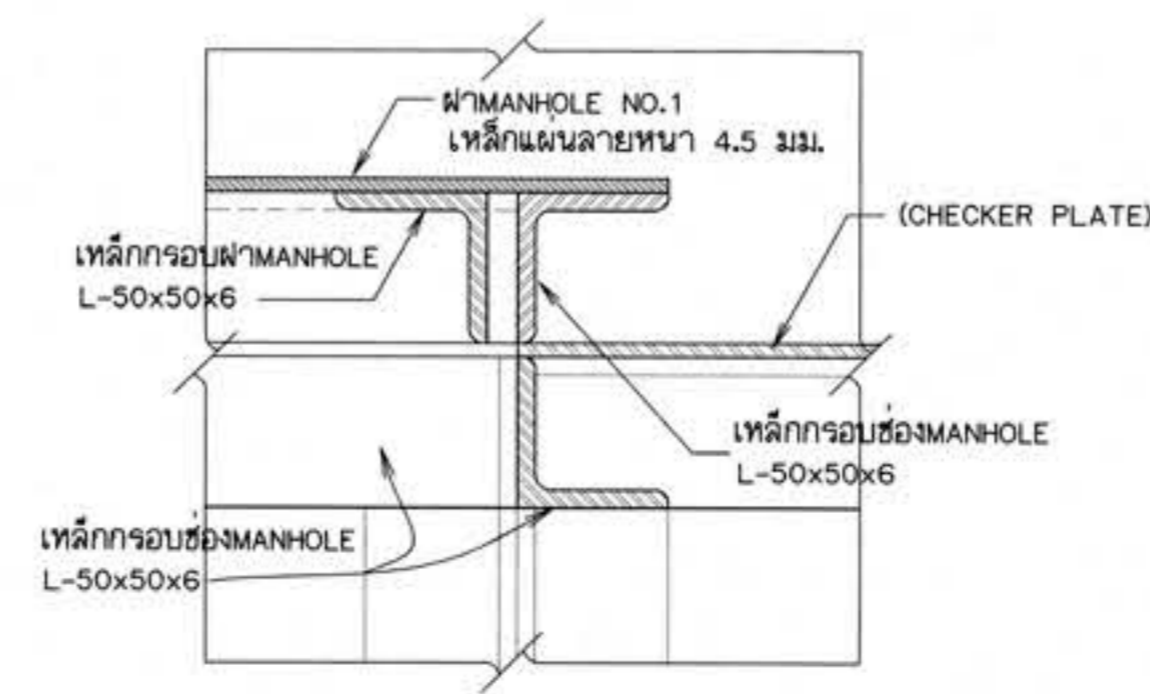 ฝาMANHOLE NO.1
เหล็กแผ่นลายหนา 4.5 มม.
(CHECKER PLATE)
เหล็กกรอบฝาMANHOLE
L-50x50x6
เหล็กกรอบช่องMANHOLE
L-50x50x6
เหล็กกรอบช่องMANHOLE
L-50x50x6